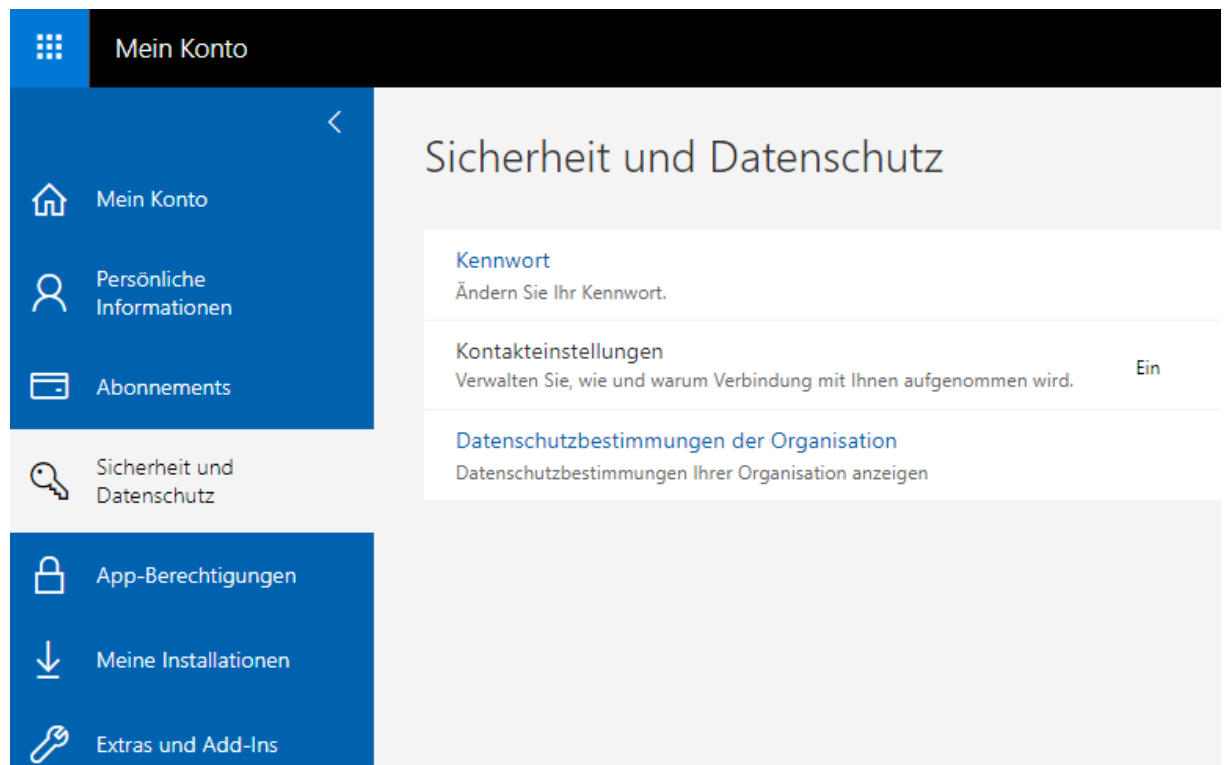 Mein Konto
Mein Konto
Persönliche
Informationen
Abonnements
Sicherheit und
Datenschutz
App-Berechtigungen
Meine Installationen
Extras und Add-Ins
Sicherheit und Datenschutz
Kennwort
Ändern Sie Ihr Kennwort.
Kontakteinstellungen
Verwalten Sie, wie und warum Verbindung mit Ihnen aufgenommen wird.
Ein
Datenschutzbestimmungen der Organisation
Datenschutzbestimmungen Ihrer Organisation anzeigen